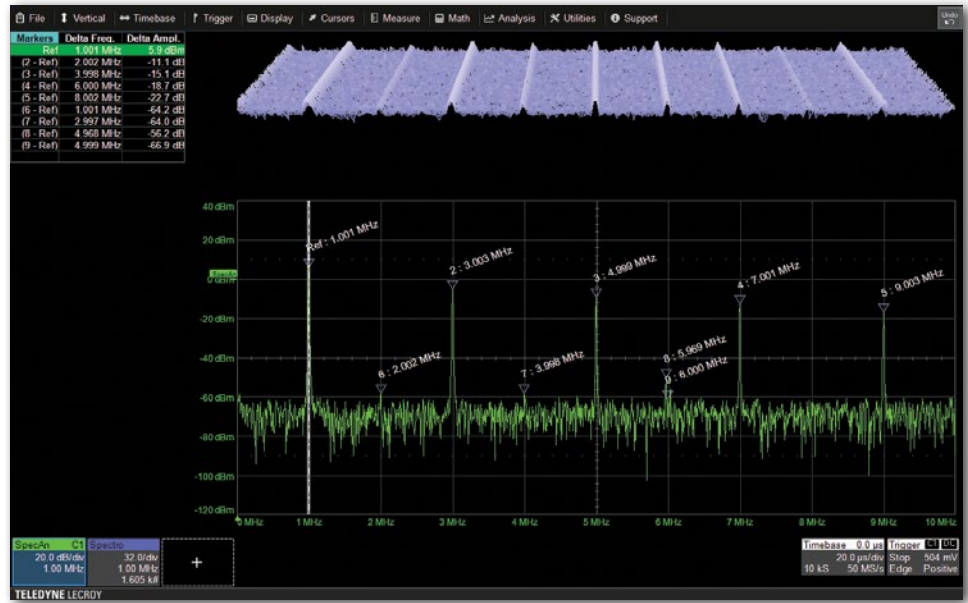 File Vertical Timebase Trigger Display Cursors Measure Math Analysis Utilities Support Undo
Markers Delta Freq. Delta Ampl.
Ref 1.001 MHz 5.9 dBm
(2 - Ref) 2.002 MHz -11.1 dB
(3 - Ref) 3.998 MHz -15.1 dB
(4 - Ref) 6.000 MHz -18.7 dB
(5 - Ref) 8.002 MHz -22.7 dB
(6 - Ref) 1.001 MHz -64.2 dB
(7 - Ref) 2.997 MHz -64.0 dB
(8 - Ref) 4.968 MHz -56.2 dB
(9 - Ref) 4.999 MHz -66.9 dB
40 dBm
20 dBm
SpecAn
0 dBm
-20 dBm
-40 dBm
-60 dBm
-80 dBm
-100 dBm
-120 dBm
Ref : 1.001 MHz
2 : 3.003 MHz
3 : 4.999 MHz
4 : 7.001 MHz
5 : 9.003 MHz
6 : 2.002 MHz
7 : 3.998 MHz
8 : 5.969 MHz
9 : 6.000 MHz
0 MHz 1 MHz 2 MHz 3 MHz 4 MHz 5 MHz 6 MHz 7 MHz 8 MHz 9 MHz 10 MHz
SpecAn C1
20.0 dB/div
1.00 MHz
Spectro
32.0/div
1.00 MHz
1.605 k#
+
Timebase 0.0 µs
20.0 µs/div
10 kS 50 MS/s
Trigger C1 DC
Stop 504 mV
Edge Positive
TELEDYNE LECROY